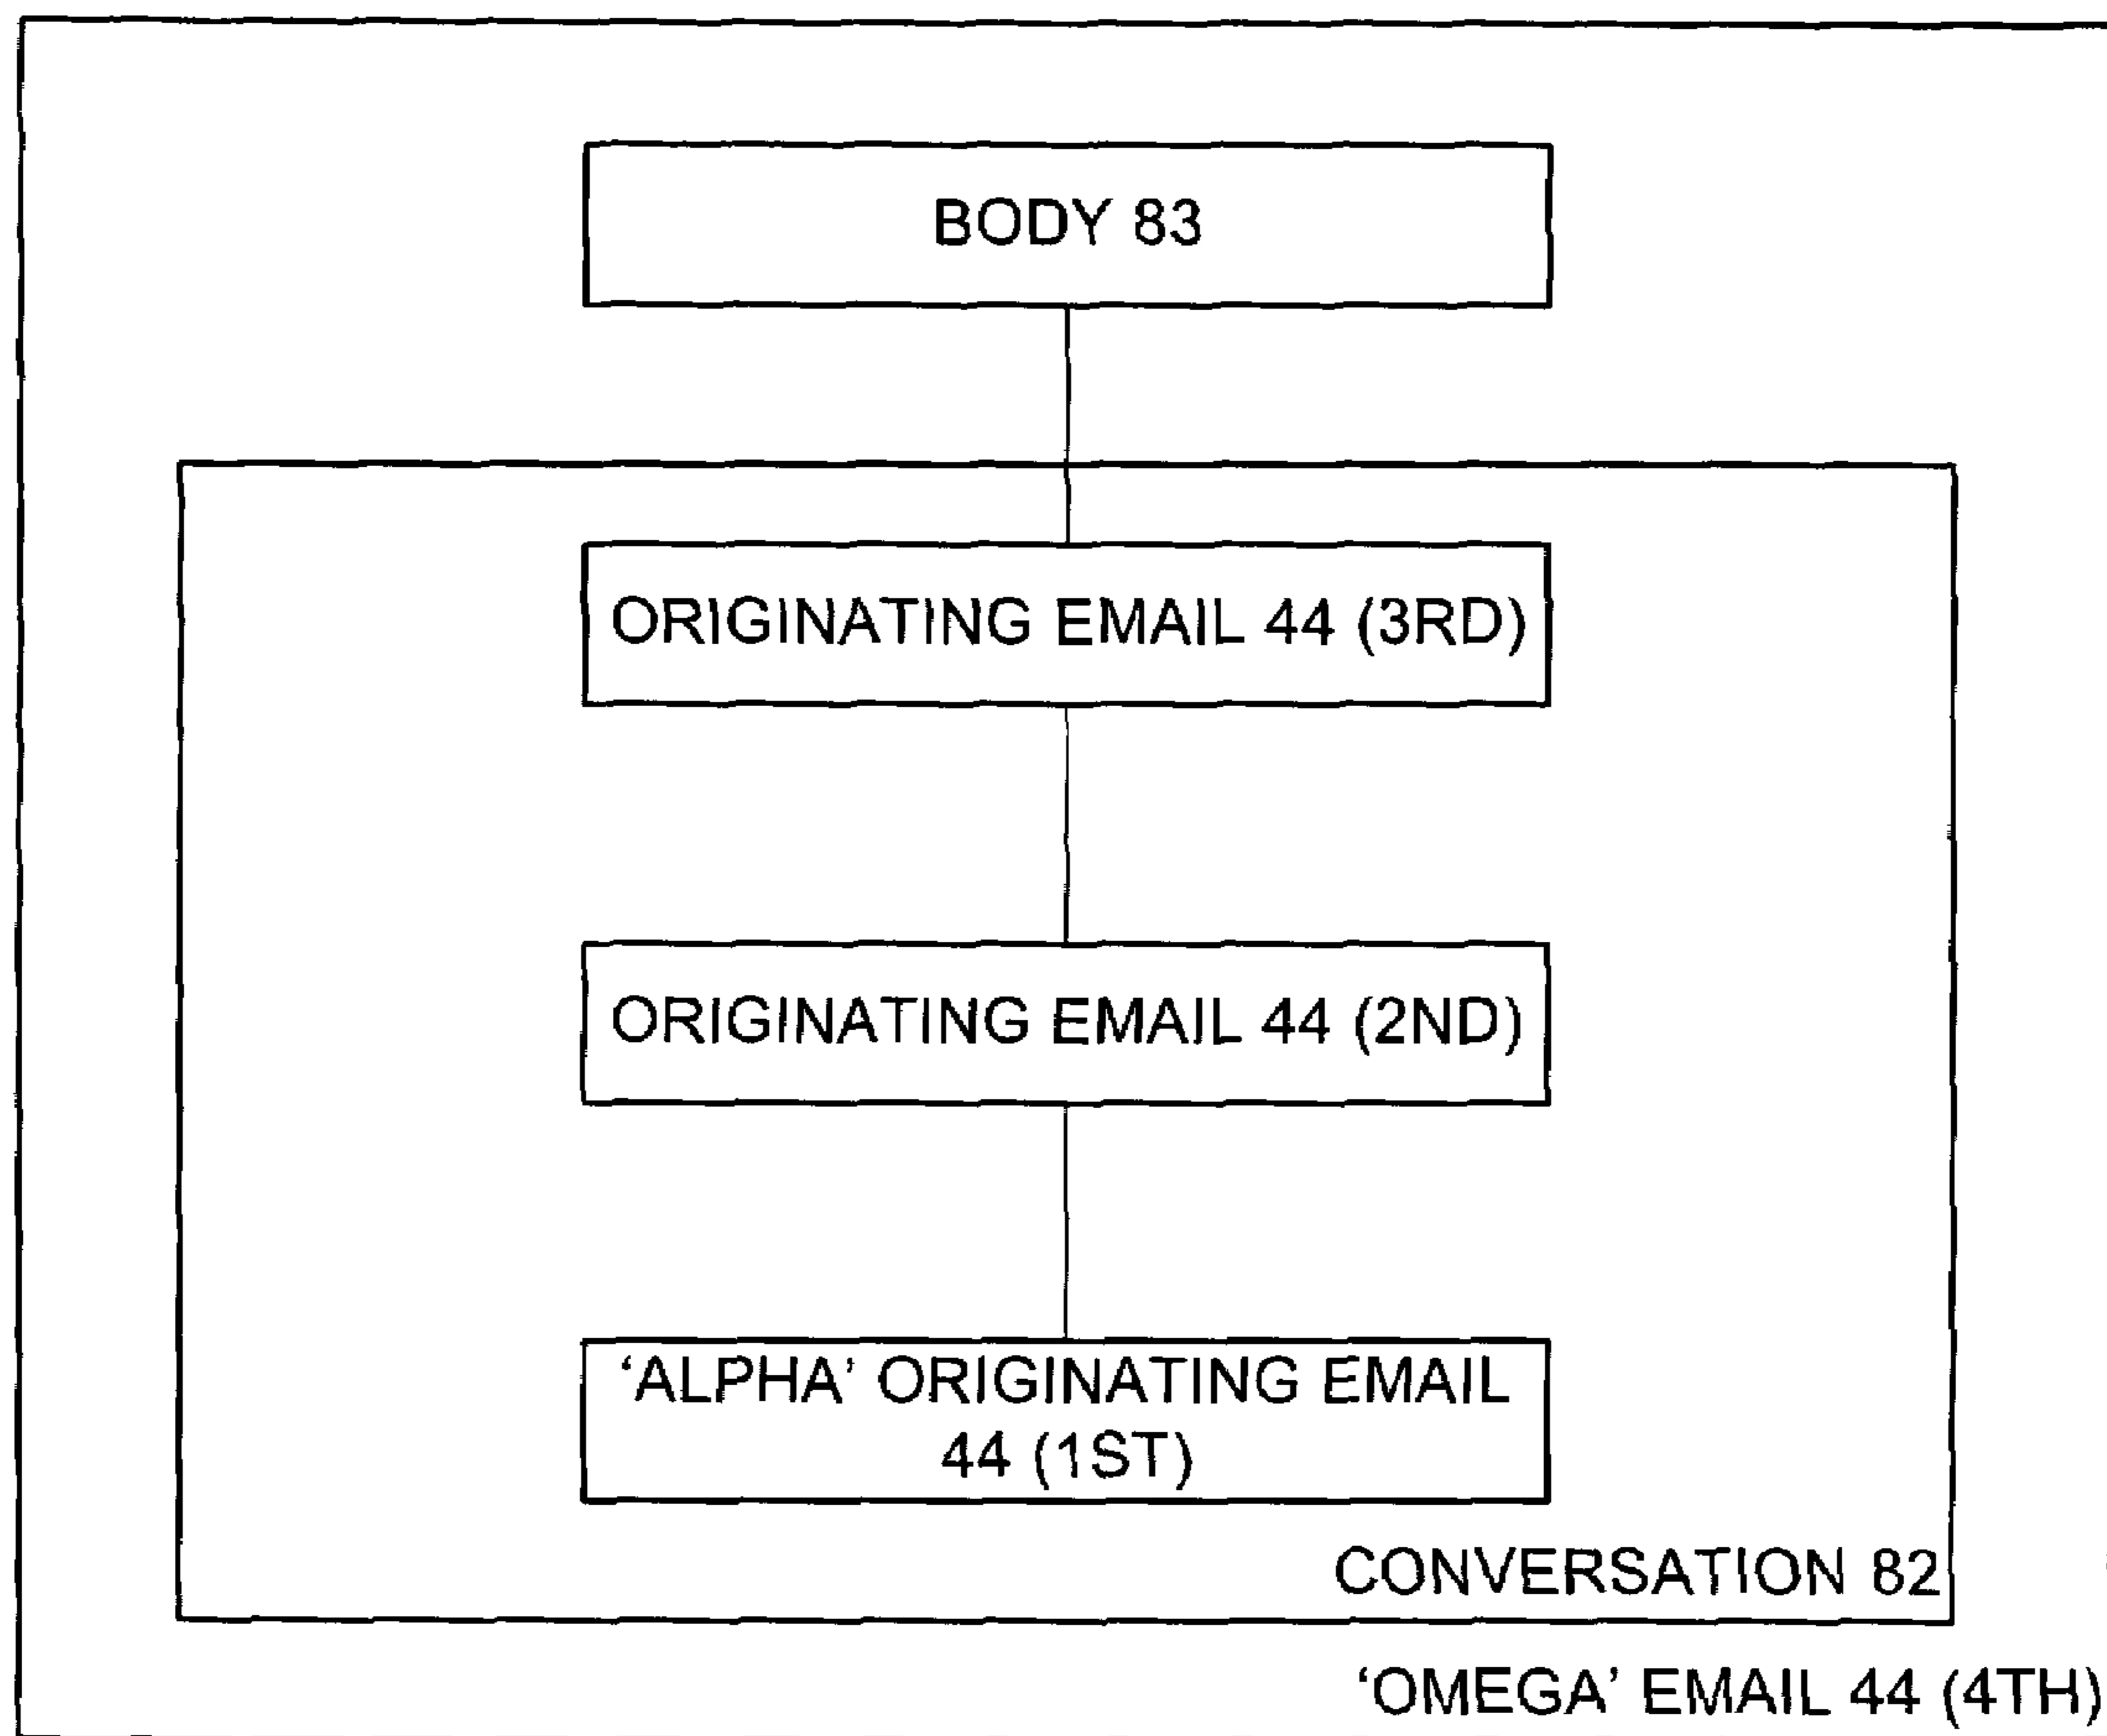 BODY 83
ORIGINATING EMAIL 44 (3RD)
ORIGINATING EMAIL 44 (2ND)
‘ALPHA’ ORIGINATING EMAIL
44 (1ST)
CONVERSATION 82
‘OMEGA’ EMAIL 44 (4TH)